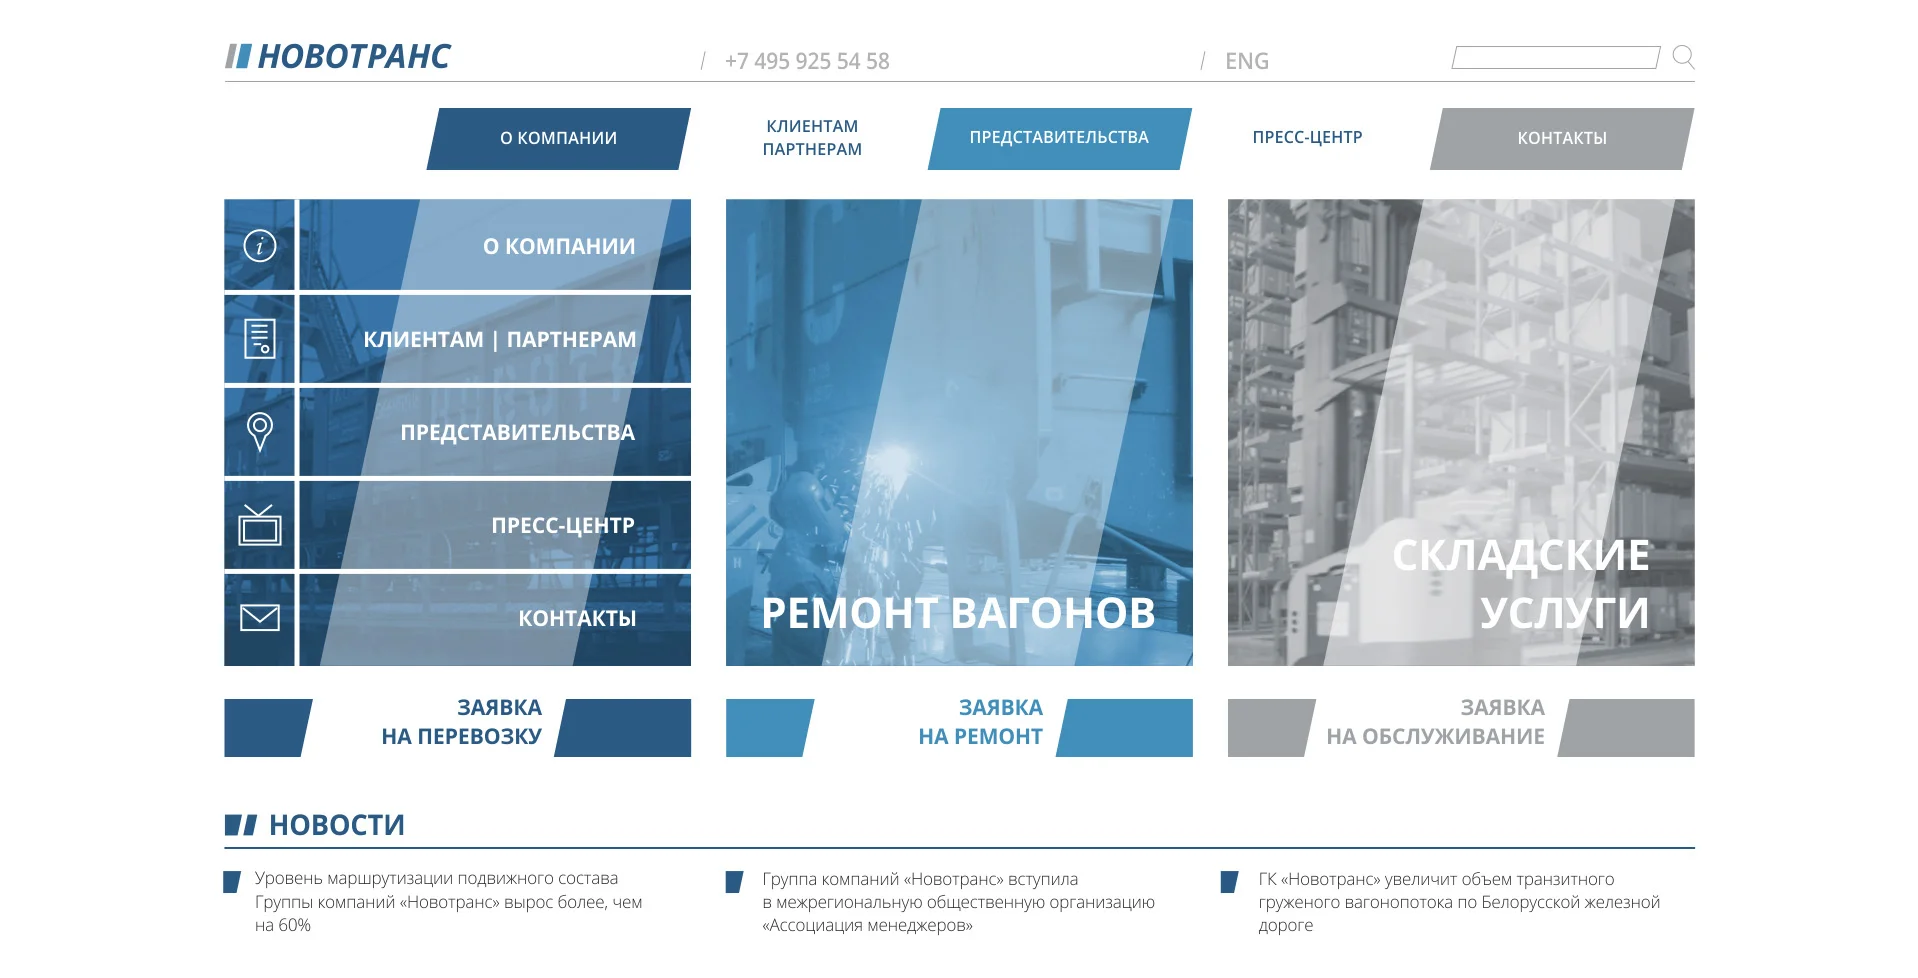 НОВОТРАНС
/ +7 495 925 54 58
/ ENG
О КОМПАНИИ
КЛИЕНТАМ
ПАРТНЕРАМ
ПРЕДСТАВИТЕЛЬСТВА
ПРЕСС-ЦЕНТР
КОНТАКТЫ
О КОМПАНИИ
КЛИЕНТАМ | ПАРТНЕРАМ
ПРЕДСТАВИТЕЛЬСТВА
ПРЕСС-ЦЕНТР
КОНТАКТЫ
РЕМОНТ ВАГОНОВ
СКЛАДСКИЕ
УСЛУГИ
ЗАЯВКА
НА ПЕРЕВОЗКУ
ЗАЯВКА
НА РЕМОНТ
ЗАЯВКА
НА ОБСЛУЖИВАНИЕ
НОВОСТИ
Уровень маршрутизации подвижного состава
Группы компаний «Новотранс» вырос более, чем
на 60%
Группа компаний «Новотранс» вступила
в межрегиональную общественную организацию
«Ассоциация менеджеров»
ГК «Новотранс» увеличит объем транзитного
груженого вагонопотока по Белорусской железной
дороге